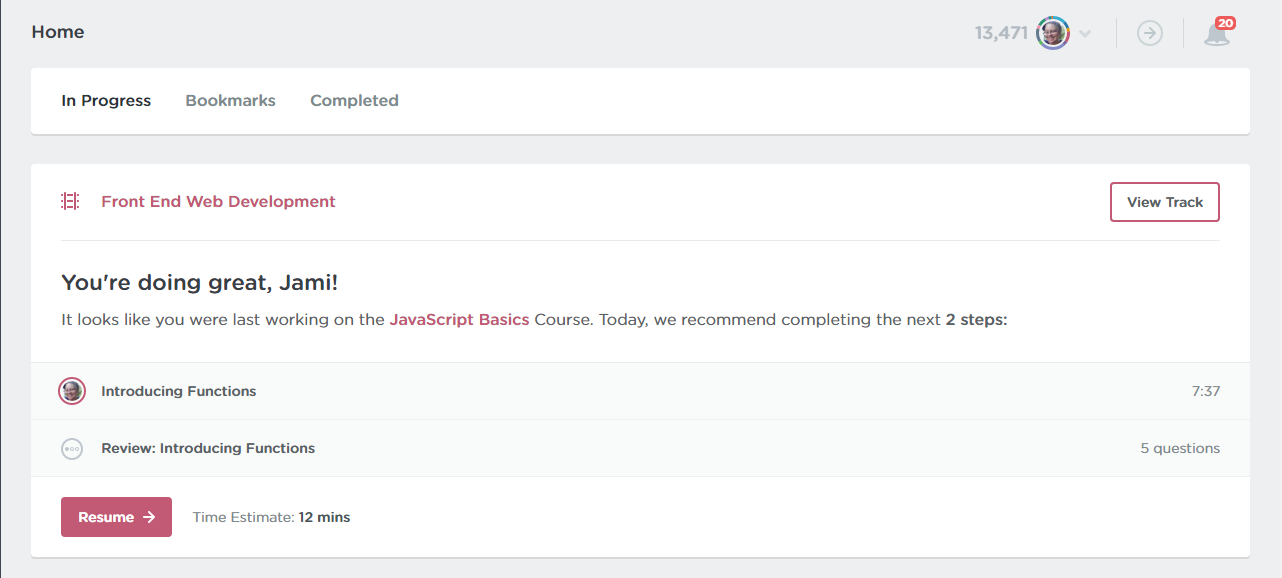 Home
13,471
20
In Progress Bookmarks Completed
Front End Web Development
View Track
You're doing great, Jami!
It looks like you were last working on the JavaScript Basics Course. Today, we recommend completing the next 2 steps:
Introducing Functions 7:37
Review: Introducing Functions 5 questions
Resume → Time Estimate: 12 mins